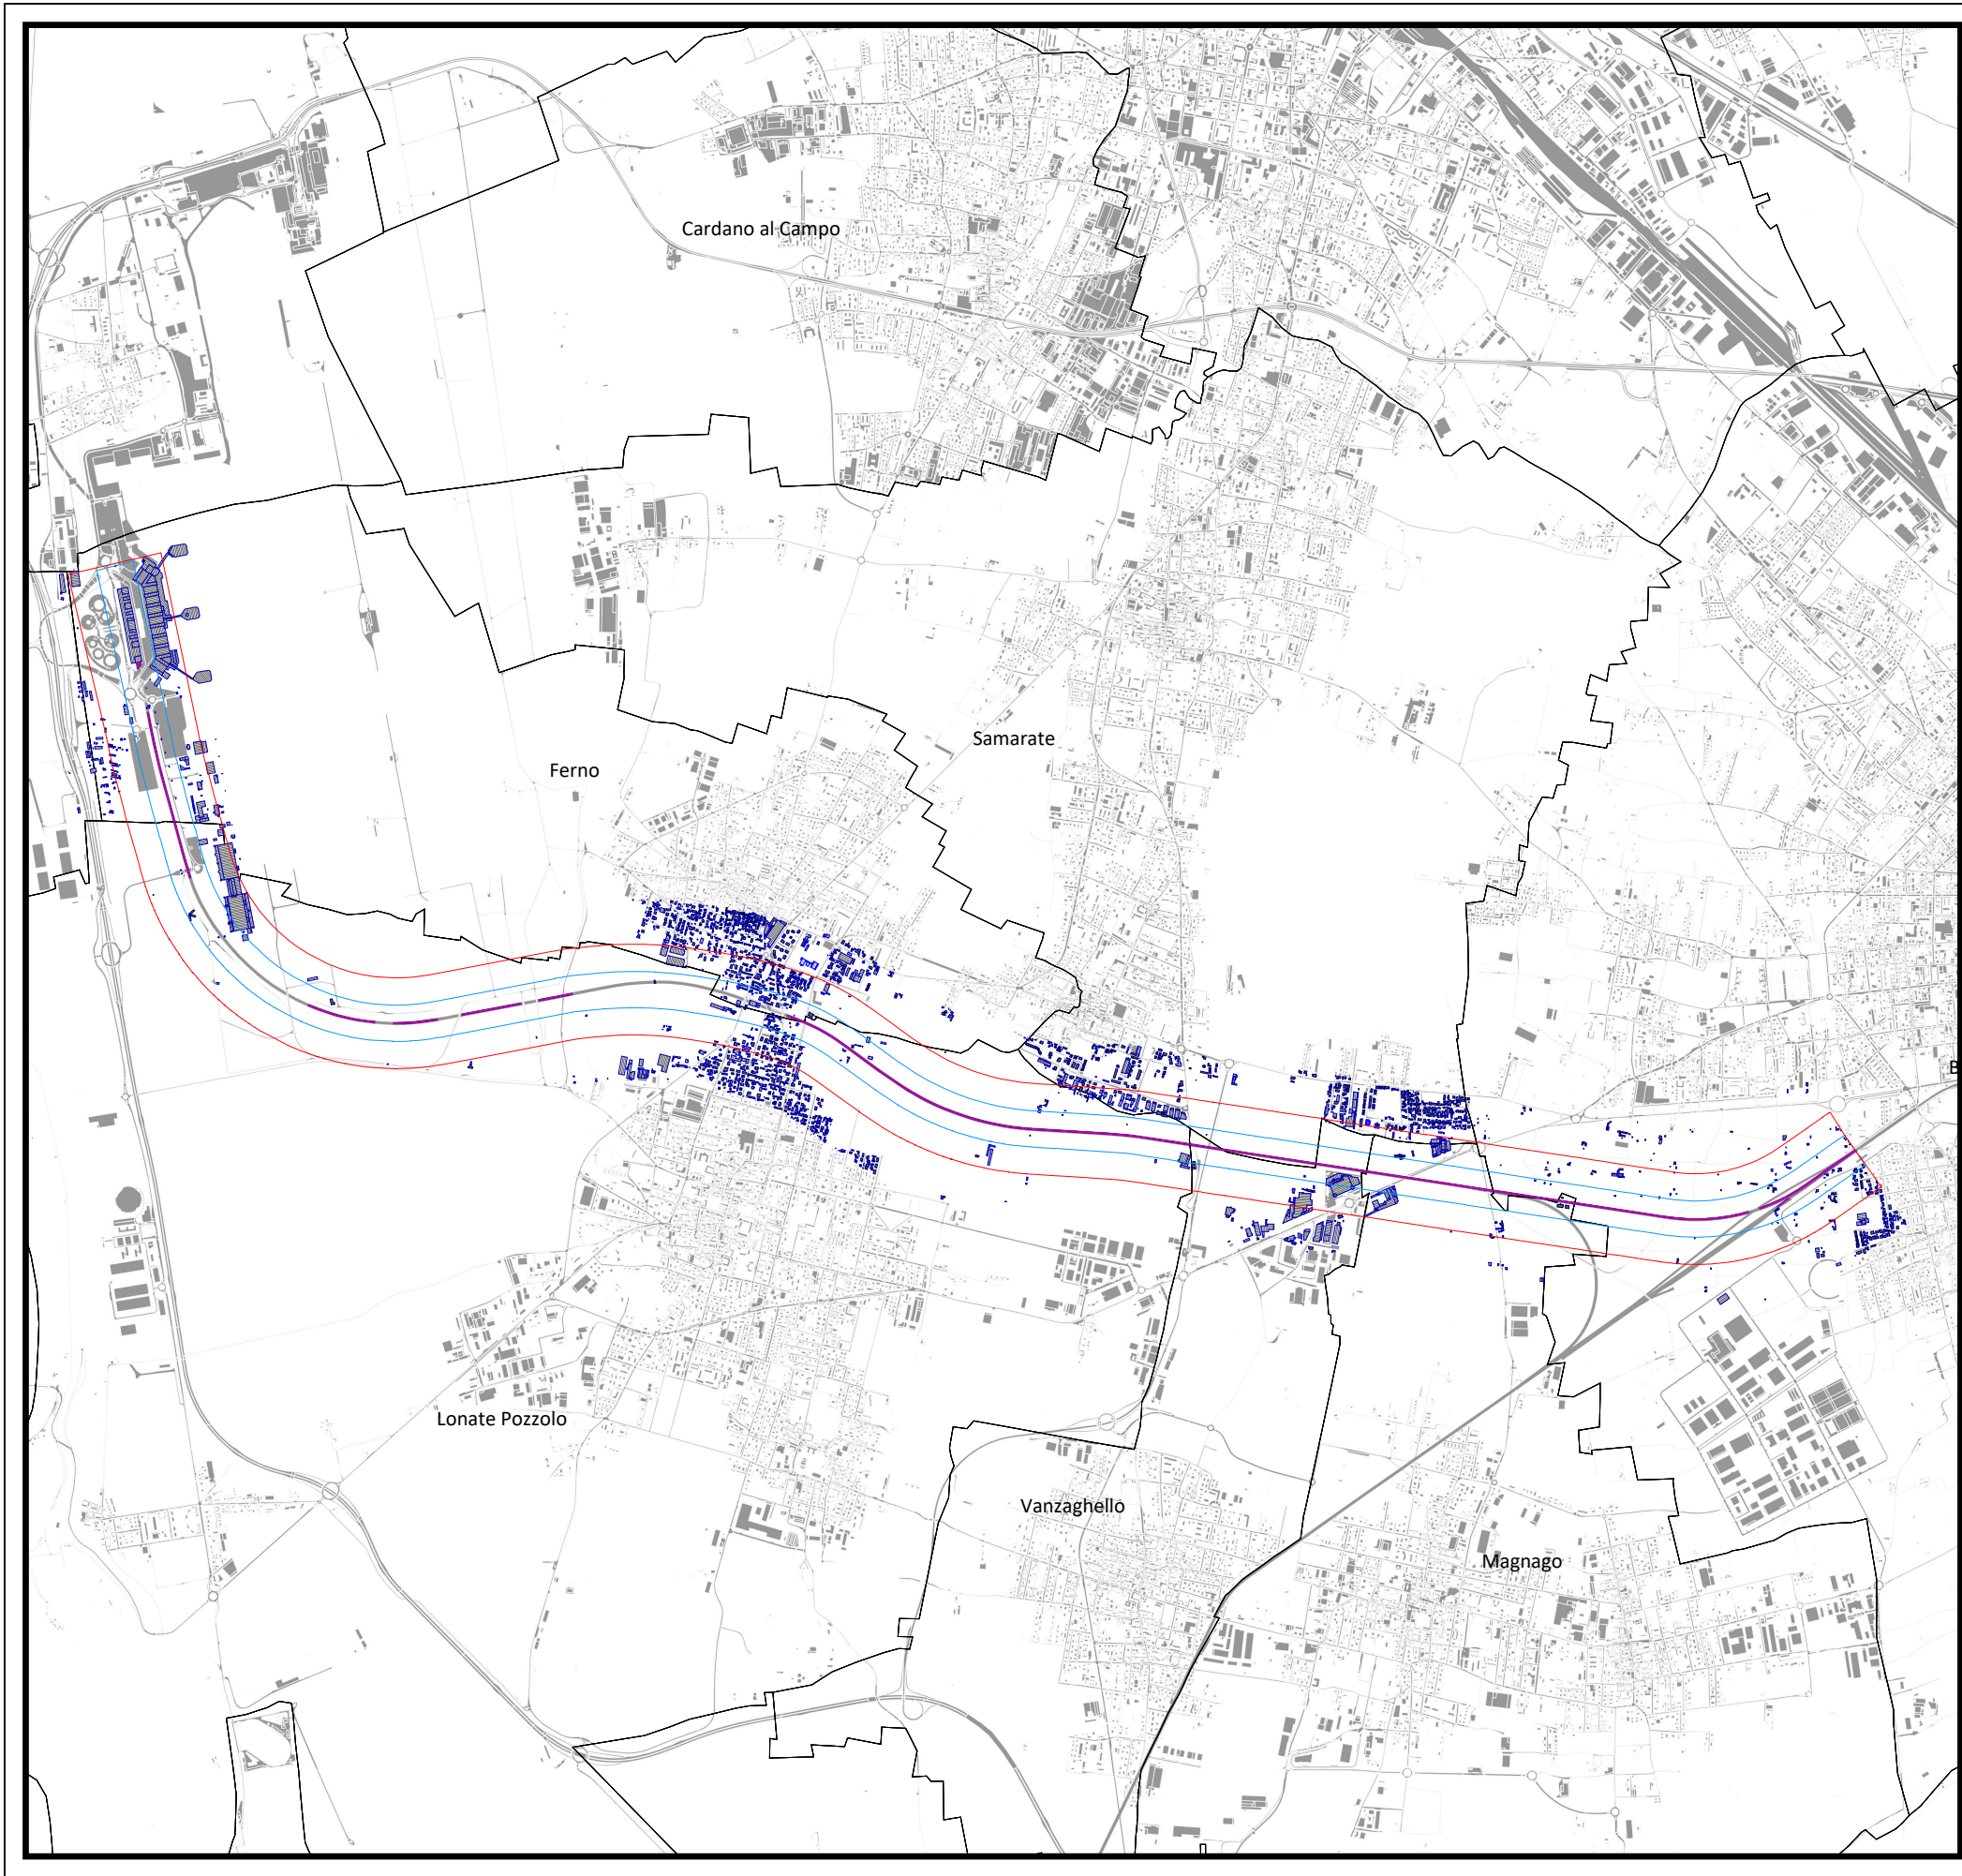 Cardano al Campo
Samarate
Ferno
B
Lonate Pozzolo
Vanzaghello
Magnago